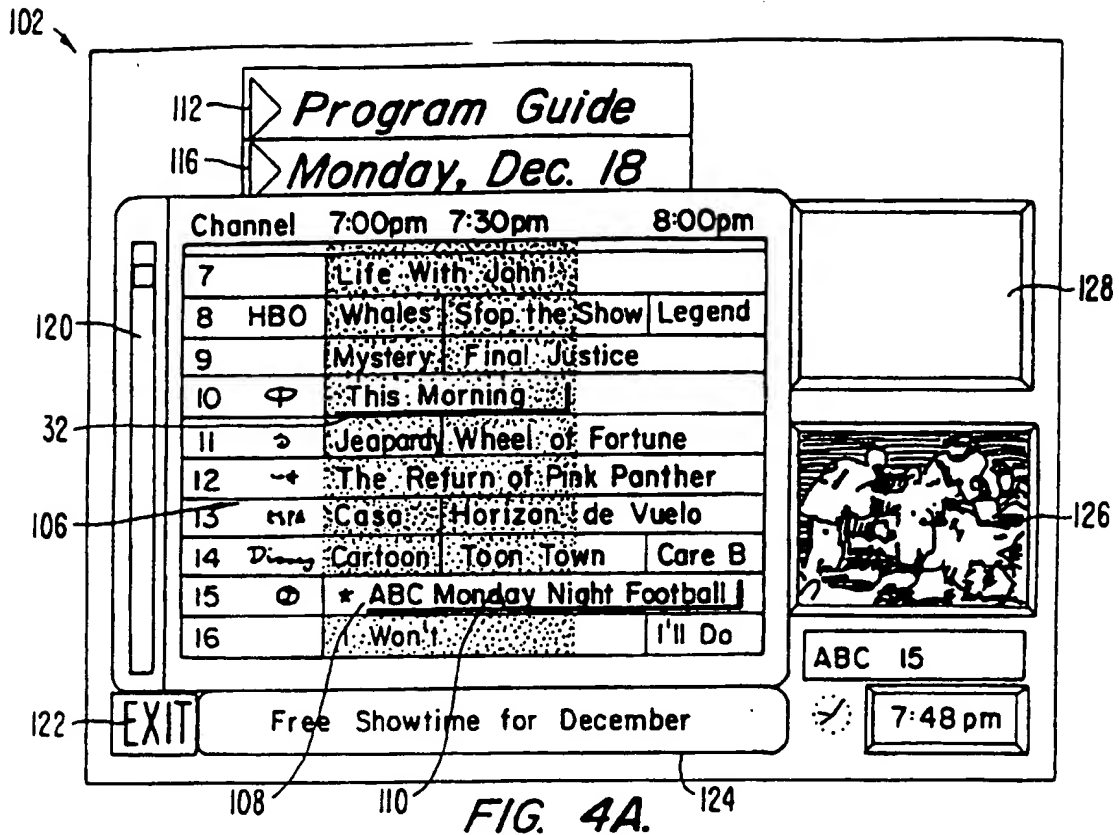 102
112 Program Guide
116 Monday, Dec. 18
Channel 7:00pm 7:30pm 8:00pm
7 Life With John
8 HBO Whales Stop the Show Legend
128
120
9 Mystery Final Justice
10 This Morning
32
11 Jeapardy Wheel of Fortune
12 The Return of Pink Panther
106
13 ESPN Casa Horizon de Vuelo
126
14 Disney Cartoon Toon Town Care B
15 * ABC Monday Night Football
16 I Won't I'll Do
ABC 15
122 EXIT Free Showtime for December 7:48 pm
108 110 124
FIG. 4A.